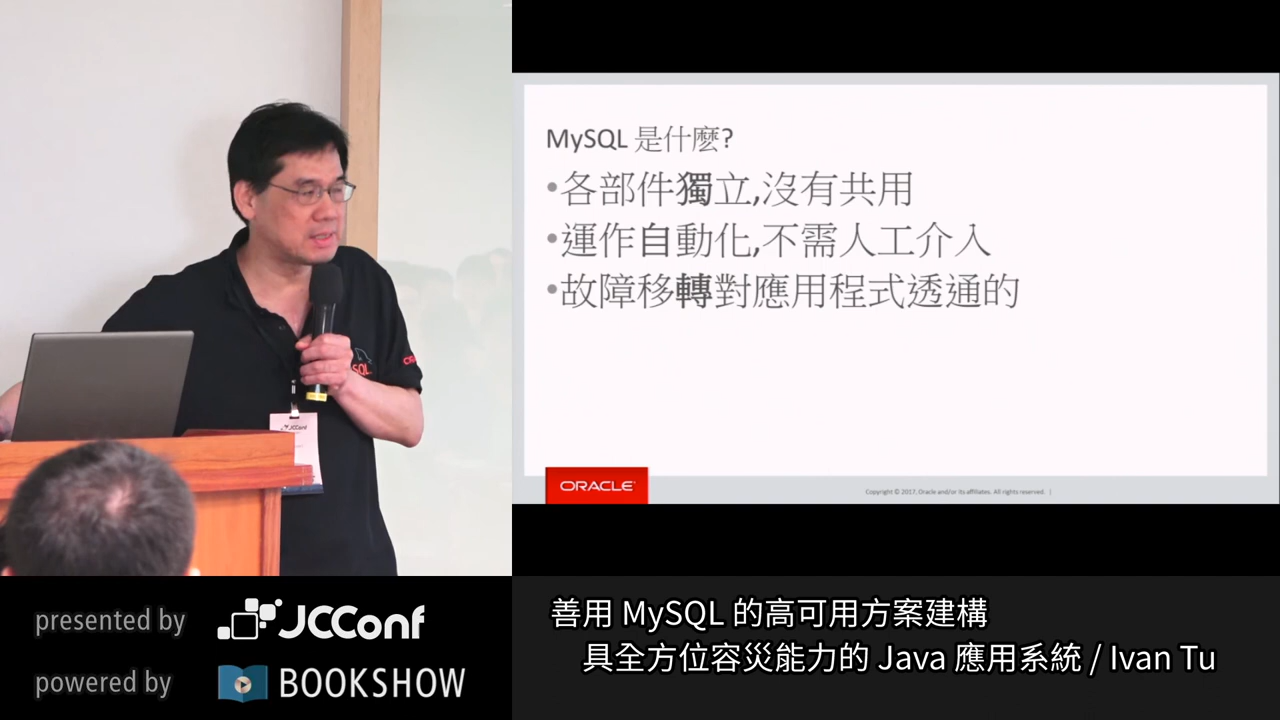 MySQL 是什麼?
•各部件獨立,沒有共用
•運作自動化,不需人工介入
•故障移轉對應用程式透通的
ORACLE
Copyright © 2017, Oracle and/or its affiliates. All rights reserved. |
JCConf
presented by JCConf
powered by BOOKSHOW
善用 MySQL 的高可用方案建構
具全方位容災能力的 Java 應用系統 / Ivan Tu